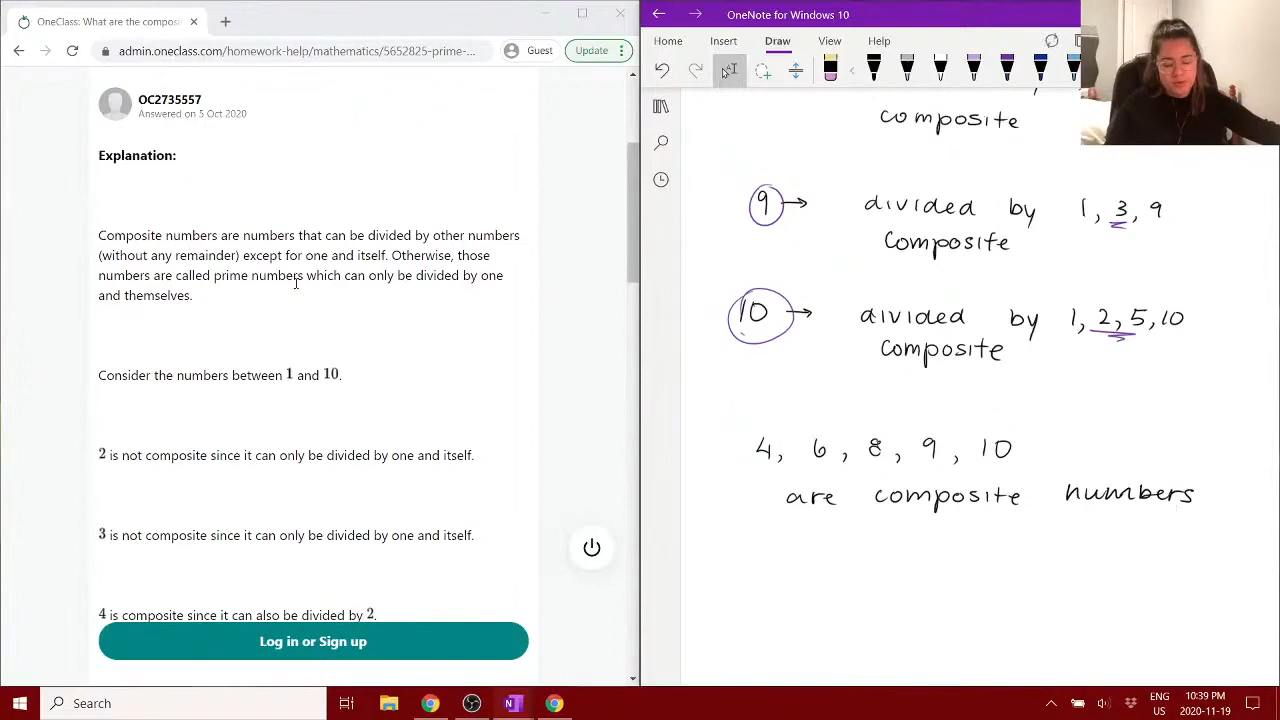 OneClass: What are the composi
admin.oneclass.com/homework-help/mathematics/5652825-prime-...
Guest
Update
OC2735557
Answered on 5 Oct 2020
Explanation:
Composite numbers are numbers that can be divided by other numbers
(without any remainder) except for one and itself. Otherwise, those
numbers are called prime numbers which can only be divided by one
and themselves.
Consider the numbers between 1 and 10.
2 is not composite since it can only be divided by one and itself.
3 is not composite since it can only be divided by one and itself.
4 is composite since it can also be divided by 2.
Log in or Sign up
OneNote for Windows 10
Home Insert Draw View Help
composite
9 → divided by 1, 3, 9
composite
10 → divided by 1, 2, 5, 10
composite
4, 6, 8, 9, 10
are composite numbers
Search
ENG
US
10:39 PM
2020-11-19